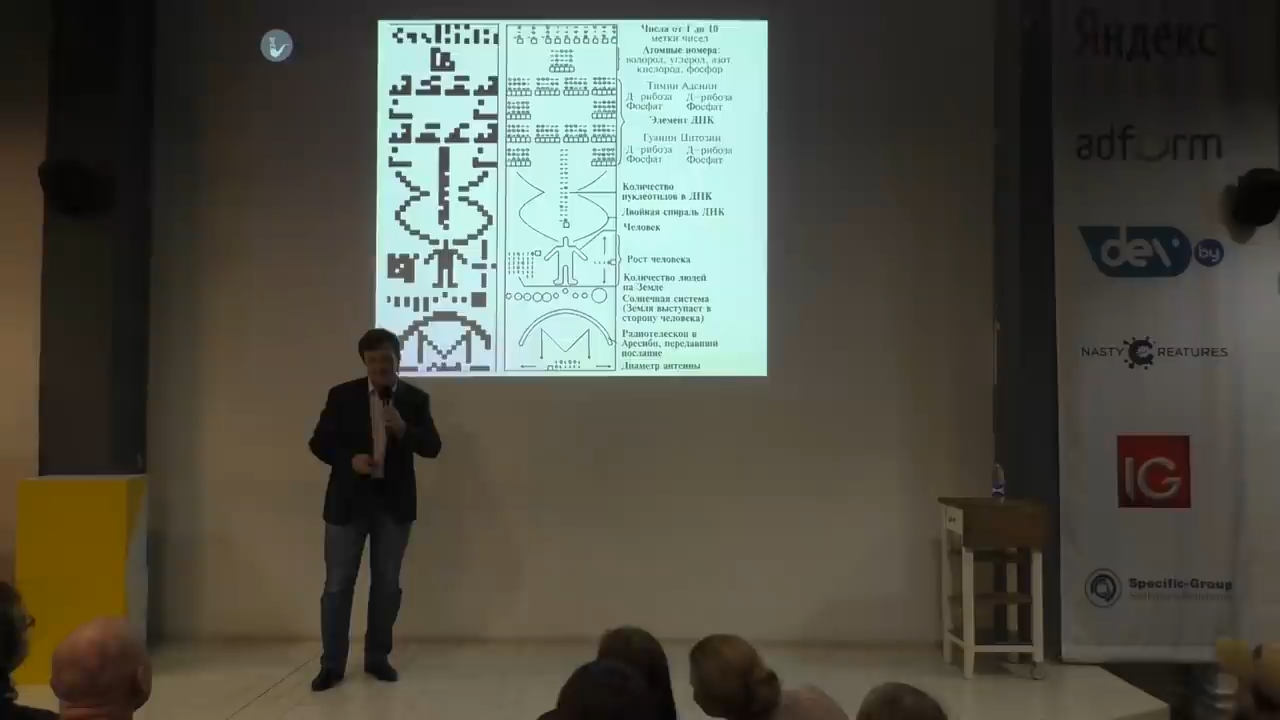 Числа от 1 до 10
метки чисел
Атомные номера:
водород, углерод, азот
кислород, фосфор
Тимин Аденин
Д-рибоза Д-рибоза
Фосфат Фосфат
Элемент ДНК
Гуанин Цитозин
Д-рибоза Д-рибоза
Фосфат Фосфат
Количество
нуклеотидов в ДНК
Двойная спираль ДНК
Человек
Рост человека
Количество людей
на Земле
Солнечная система
(Земля выступает в
сторону человека)
Радиотелескоп в
Аресибо, передавший
послание
Диаметр антенны
Яндекс
adform
dev by
NASTY CREATURES
IG
Specific-Group